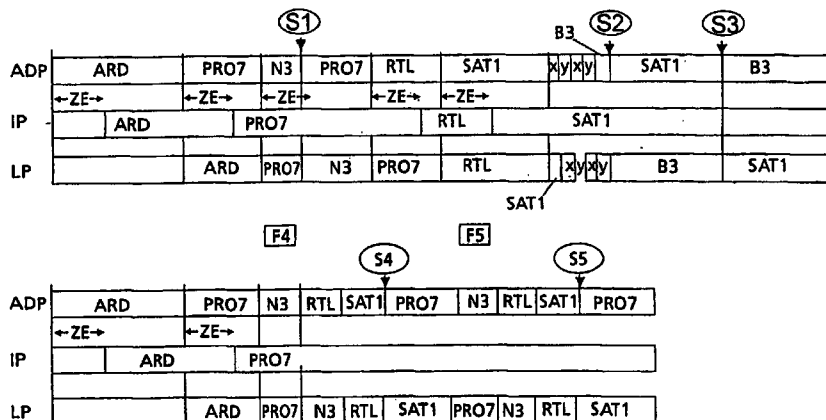 S1 B3 S2 S3
ADP ARD PRO7 N3 PRO7 RTL SAT1 x y x y SAT1 B3
←ZE→ ←ZE→ ←ZE→ ←ZE→ ←ZE→
IP ARD PRO7 RTL SAT1
LP ARD PRO7 N3 PRO7 RTL x y x y B3 SAT1
SAT1
F4 F5
S4 S5
ADP ARD PRO7 N3 RTL SAT1 PRO7 N3 RTL SAT1 PRO7
←ZE→ ←ZE→
IP ARD PRO7
LP ARD PRO7 N3 RTL SAT1 PRO7 N3 RTL SAT1